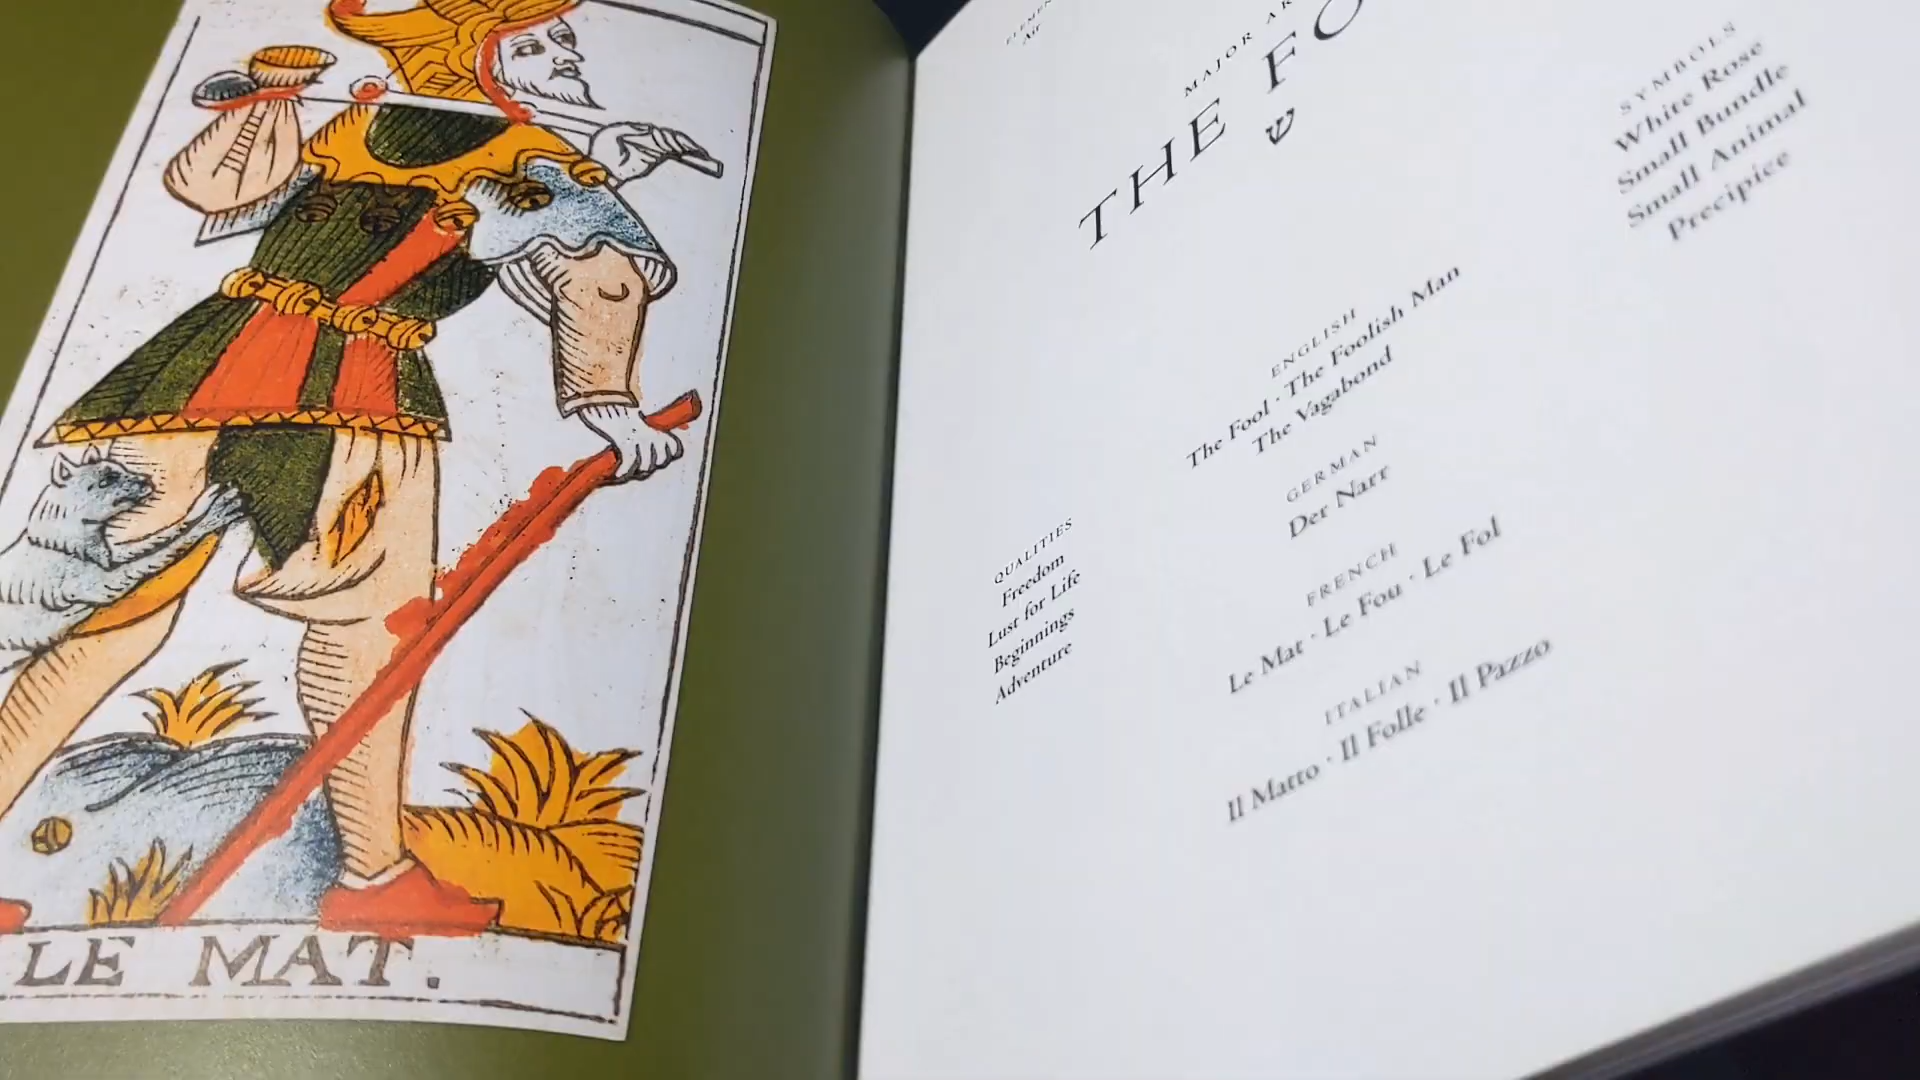 LE MAT.
ELEMEN
Air
MAJOR AR
THE FO
ש
SYMBOLS
White Rose
Small Bundle
Small Animal
Precipice
ENGLISH
The Fool · The Foolish Man
The Vagabond
GERMAN
Der Narr
QUALITIES
Freedom
Lust for Life
Beginnings
Adventure
FRENCH
Le Mat · Le Fou · Le Fol
ITALIAN
Il Matto · Il Folle · Il Pazzo